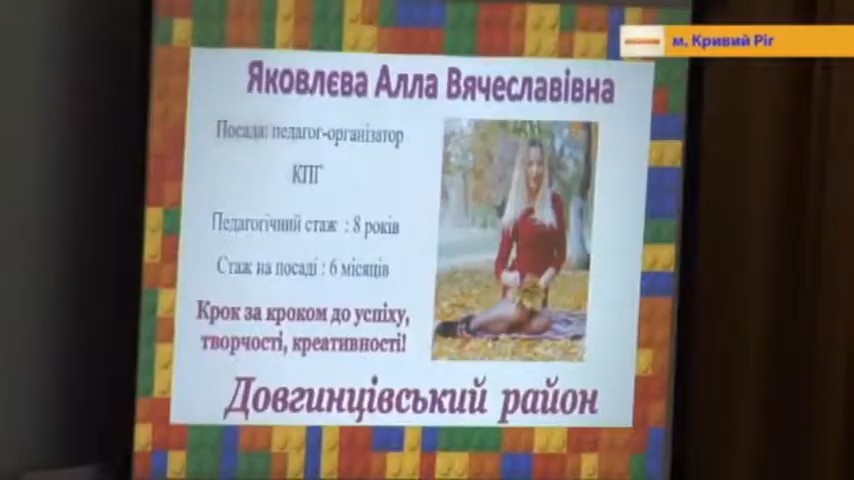 м. Кривий Ріг
Яковлєва Алла Вячеславівна
Посада: педагог-організатор
КПГ
Педагогічний стаж : 8 років
Стаж на посаді : 6 місяців
Крок за кроком до успіху,
творчості, креативності!
Довгинцівський район